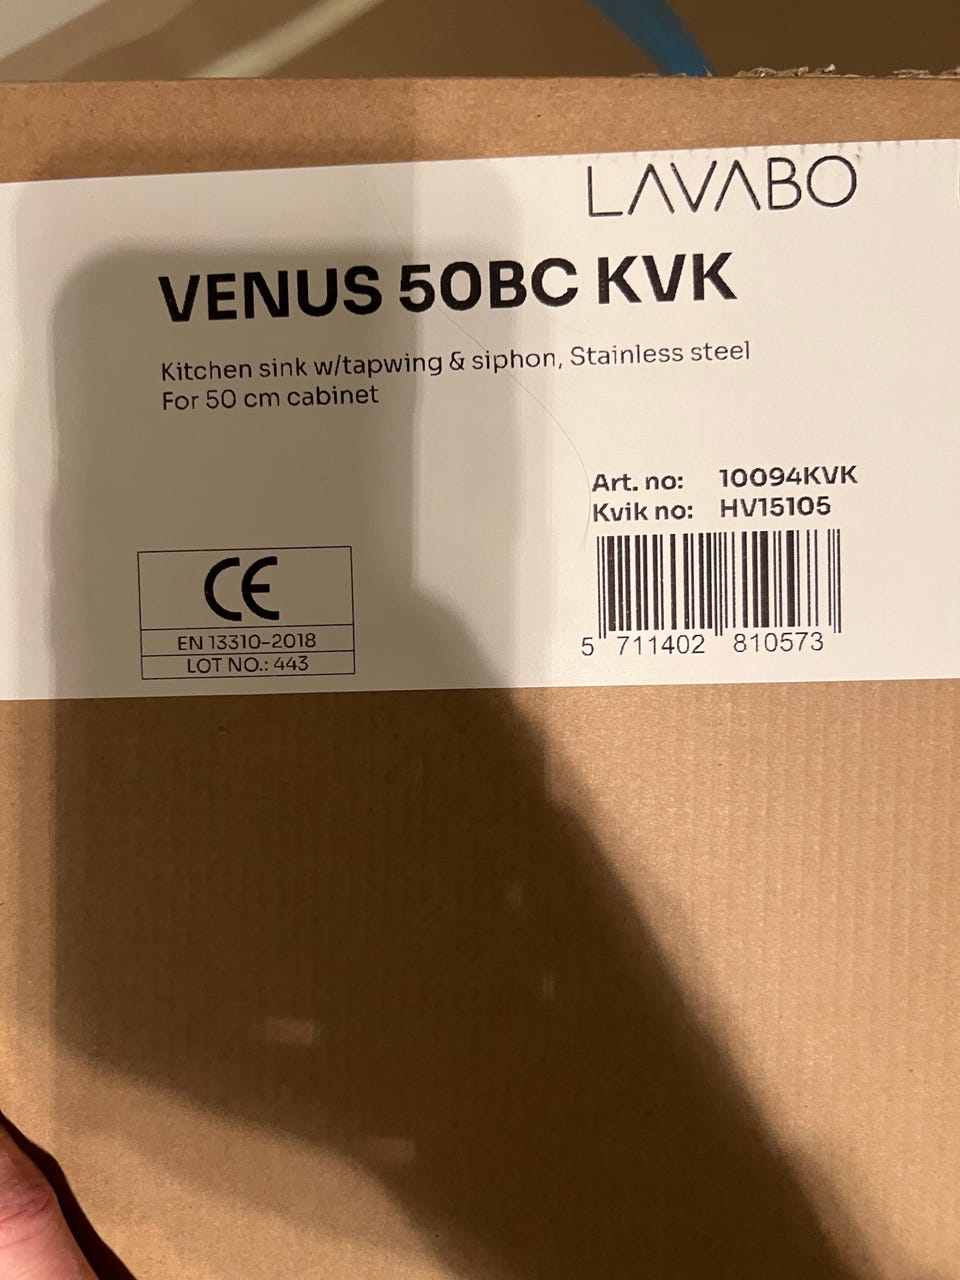 LAVABO
VENUS 50BC KVK
Kitchen sink w/tapwing & siphon, Stainless steel
For 50 cm cabinet
Art. no: 10094KVK
Kvik no: HV15105
CE
EN 13310-2018
LOT NO.: 443
5 711402 810573